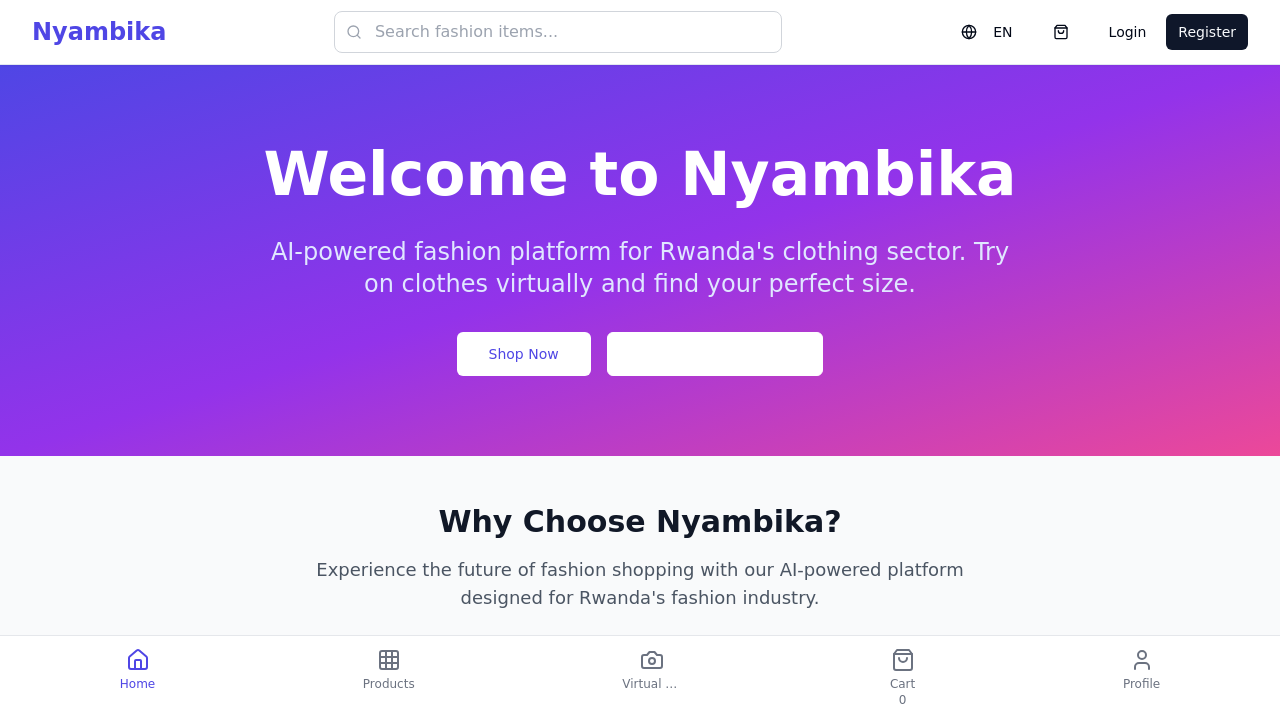 Nyambika
Search fashion items...
EN
Login
Register
Welcome to Nyambika
AI-powered fashion platform for Rwanda's clothing sector. Try
on clothes virtually and find your perfect size.
Shop Now
Why Choose Nyambika?
Experience the future of fashion shopping with our AI-powered platform
designed for Rwanda's fashion industry.
Home
Products
Virtual ...
Cart
0
Profile